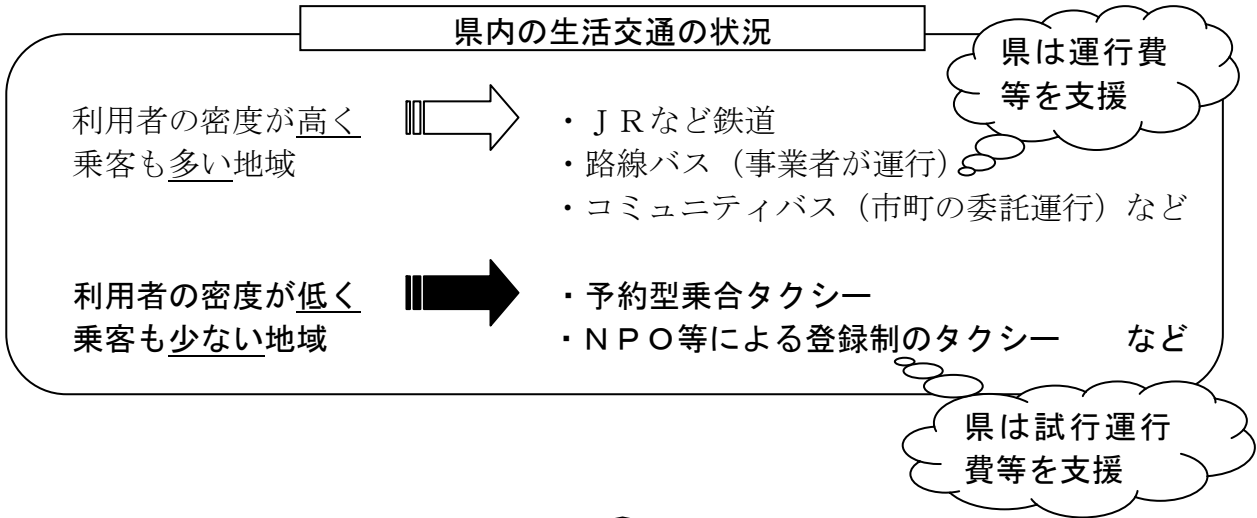 県内の生活交通の状況
県は運行費
等を支援
利用者の密度が高く
乗客も多い地域
・ＪＲなど鉄道
・路線バス（事業者が運行）
・コミュニティバス（市町の委託運行）など
利用者の密度が低く
乗客も少ない地域
・予約型乗合タクシー
・ＮＰＯ等による登録制のタクシー　　など
県は試行運行
費等を支援